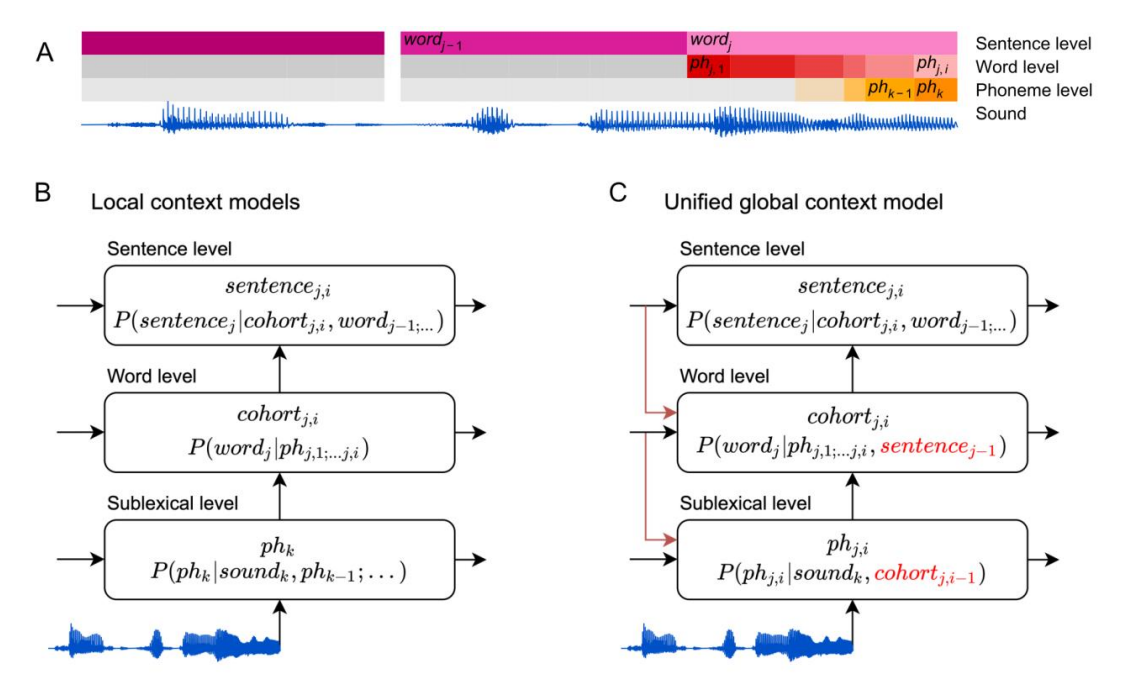 A
word_{j-1} word_j Sentence level
ph_{j,1} ph_{j,i} Word level
ph_{k-1} ph_k Phoneme level
Sound
B Local context models
Sentence level
sentence_{j,i}
P(sentence_j|cohort_{j,i}, word_{j-1;...})
Word level
cohort_{j,i}
P(word_j|ph_{j,1;...j,i})
Sublexical level
ph_k
P(ph_k|sound_k, ph_{k-1}; ...)
C Unified global context model
Sentence level
sentence_{j,i}
P(sentence_j|cohort_{j,i}, word_{j-1;...})
Word level
cohort_{j,i}
P(word_j|ph_{j,1;...j,i}, sentence_{j-1})
Sublexical level
ph_{j,i}
P(ph_{j,i}|sound_k, cohort_{j,i-1})